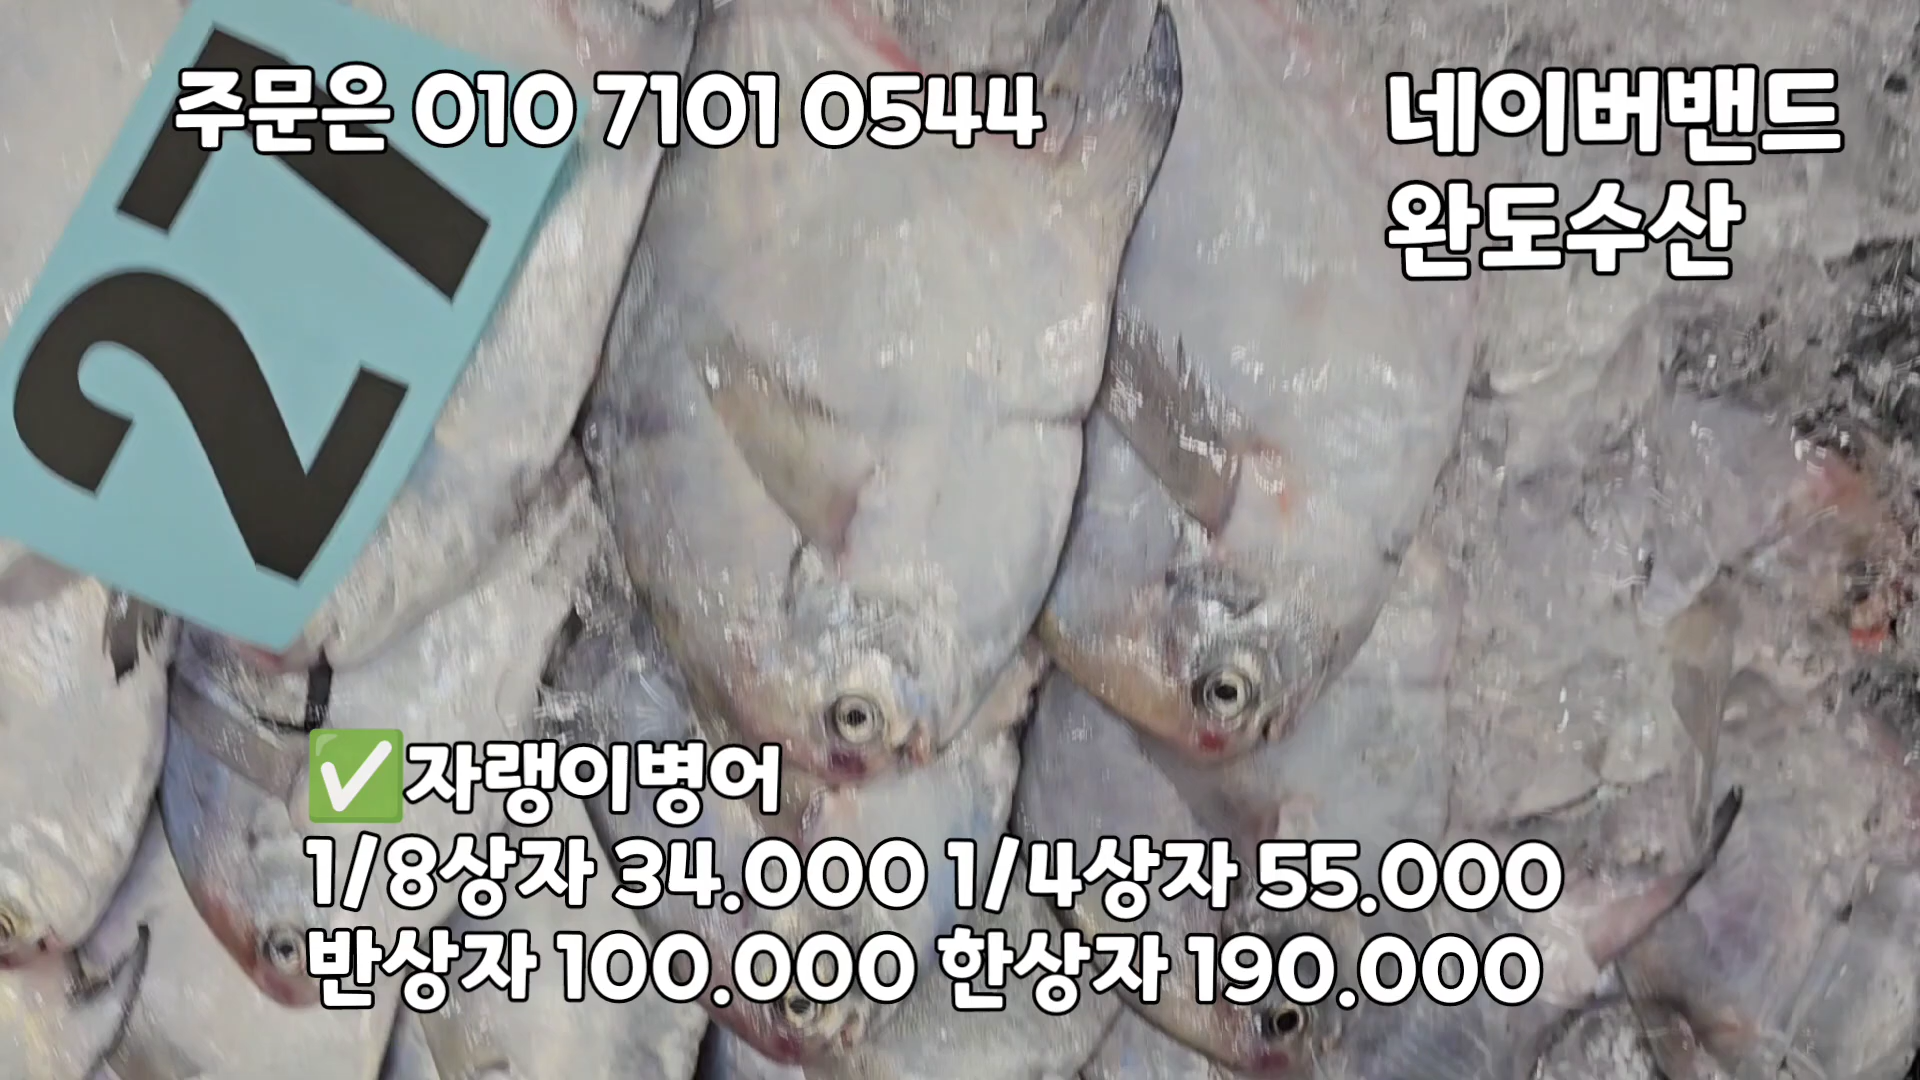 주문은 010 7101 0544
네이버밴드
완도수산
27
✅자랭이병어
1/8상자 34.000 1/4상자 55.000
반상자 100.000 한상자 190.000